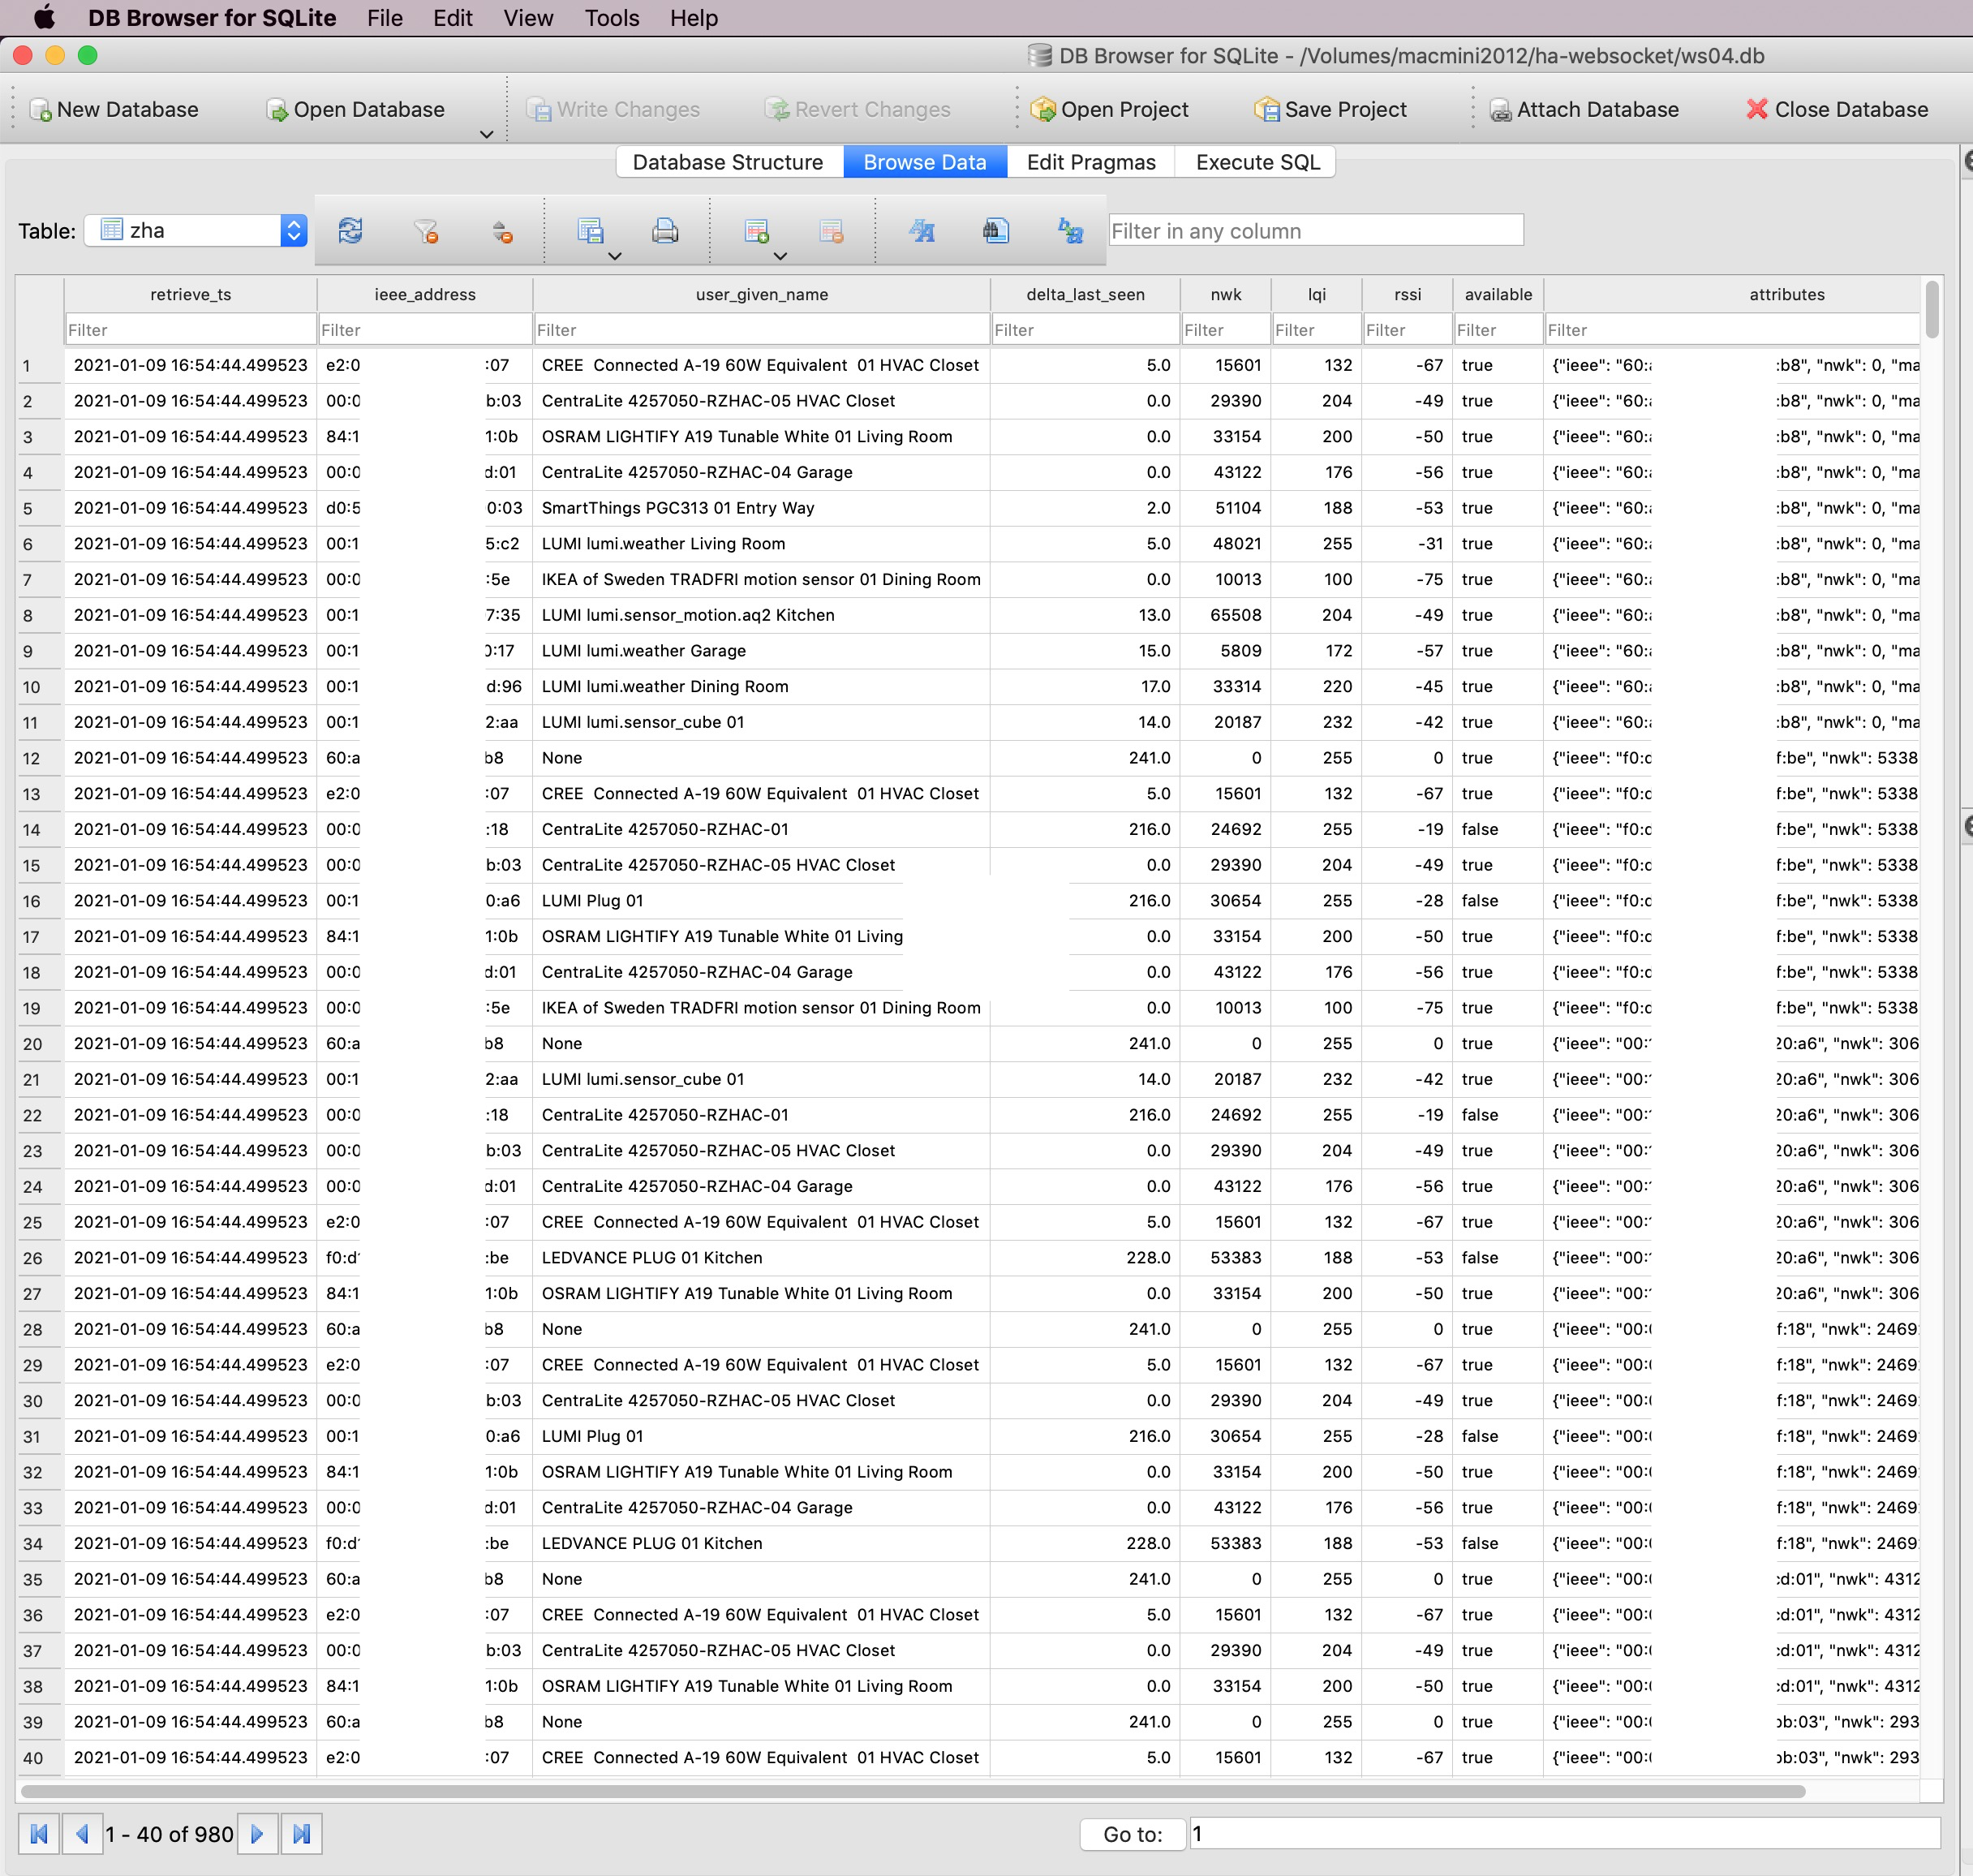 DB Browser for SQLite File Edit View Tools Help
DB Browser for SQLite - /Volumes/macmini2012/ha-websocket/ws04.db
New Database Open Database Write Changes Revert Changes Open Project Save Project Attach Database Close Database
Database Structure Browse Data Edit Pragmas Execute SQL
Table: zha Filter in any column
retrieve_ts ieee_address user_given_name delta_last_seen nwk lqi rssi available attributes
Filter Filter Filter Filter Filter Filter Filter Filter Filter
1 2021-01-09 16:54:44.499523 e2:0 :07 CREE  Connected A-19 60W Equivalent  01 HVAC Closet 5.0 15601 132 -67 true {"ieee": "60: :b8", "nwk": 0, "ma
2 2021-01-09 16:54:44.499523 00:0 b:03 CentraLite 4257050-RZHAC-05 HVAC Closet 0.0 29390 204 -49 true {"ieee": "60: :b8", "nwk": 0, "ma
3 2021-01-09 16:54:44.499523 84:1 1:0b OSRAM LIGHTIFY A19 Tunable White 01 Living Room 0.0 33154 200 -50 true {"ieee": "60: :b8", "nwk": 0, "ma
4 2021-01-09 16:54:44.499523 00:0 d:01 CentraLite 4257050-RZHAC-04 Garage 0.0 43122 176 -56 true {"ieee": "60: :b8", "nwk": 0, "ma
5 2021-01-09 16:54:44.499523 d0:5 0:03 SmartThings PGC313 01 Entry Way 2.0 51104 188 -53 true {"ieee": "60: :b8", "nwk": 0, "ma
6 2021-01-09 16:54:44.499523 00:1 5:c2 LUMI lumi.weather Living Room 5.0 48021 255 -31 true {"ieee": "60: :b8", "nwk": 0, "ma
7 2021-01-09 16:54:44.499523 00:0 :5e IKEA of Sweden TRADFRI motion sensor 01 Dining Room 0.0 10013 100 -75 true {"ieee": "60: :b8", "nwk": 0, "ma
8 2021-01-09 16:54:44.499523 00:1 7:35 LUMI lumi.sensor_motion.aq2 Kitchen 13.0 65508 204 -49 true {"ieee": "60: :b8", "nwk": 0, "ma
9 2021-01-09 16:54:44.499523 00:1 0:17 LUMI lumi.weather Garage 15.0 5809 172 -57 true {"ieee": "60: :b8", "nwk": 0, "ma
10 2021-01-09 16:54:44.499523 00:1 d:96 LUMI lumi.weather Dining Room 17.0 33314 220 -45 true {"ieee": "60: :b8", "nwk": 0, "ma
11 2021-01-09 16:54:44.499523 00:1 2:aa LUMI lumi.sensor_cube 01 14.0 20187 232 -42 true {"ieee": "60: :b8", "nwk": 0, "ma
12 2021-01-09 16:54:44.499523 60:a b8 None 241.0 0 255 0 true {"ieee": "f0: f:be", "nwk": 5338
13 2021-01-09 16:54:44.499523 e2:0 :07 CREE  Connected A-19 60W Equivalent  01 HVAC Closet 5.0 15601 132 -67 true {"ieee": "f0: f:be", "nwk": 5338
14 2021-01-09 16:54:44.499523 00:0 :18 CentraLite 4257050-RZHAC-01 216.0 24692 255 -19 false {"ieee": "f0: f:be", "nwk": 5338
15 2021-01-09 16:54:44.499523 00:0 b:03 CentraLite 4257050-RZHAC-05 HVAC Closet 0.0 29390 204 -49 true {"ieee": "f0: f:be", "nwk": 5338
16 2021-01-09 16:54:44.499523 00:1 0:a6 LUMI Plug 01 216.0 30654 255 -28 false {"ieee": "f0: f:be", "nwk": 5338
17 2021-01-09 16:54:44.499523 84:1 1:0b OSRAM LIGHTIFY A19 Tunable White 01 Living 0.0 33154 200 -50 true {"ieee": "f0: f:be", "nwk": 5338
18 2021-01-09 16:54:44.499523 00:0 d:01 CentraLite 4257050-RZHAC-04 Garage 0.0 43122 176 -56 true {"ieee": "f0: f:be", "nwk": 5338
19 2021-01-09 16:54:44.499523 00:0 :5e IKEA of Sweden TRADFRI motion sensor 01 Dining Room 0.0 10013 100 -75 true {"ieee": "f0: f:be", "nwk": 5338
20 2021-01-09 16:54:44.499523 60:a b8 None 241.0 0 255 0 true {"ieee": "00: 20:a6", "nwk": 306
21 2021-01-09 16:54:44.499523 00:1 2:aa LUMI lumi.sensor_cube 01 14.0 20187 232 -42 true {"ieee": "00: 20:a6", "nwk": 306
22 2021-01-09 16:54:44.499523 00:0 :18 CentraLite 4257050-RZHAC-01 216.0 24692 255 -19 false {"ieee": "00: 20:a6", "nwk": 306
23 2021-01-09 16:54:44.499523 00:0 b:03 CentraLite 4257050-RZHAC-05 HVAC Closet 0.0 29390 204 -49 true {"ieee": "00: 20:a6", "nwk": 306
24 2021-01-09 16:54:44.499523 00:0 d:01 CentraLite 4257050-RZHAC-04 Garage 0.0 43122 176 -56 true {"ieee": "00: 20:a6", "nwk": 306
25 2021-01-09 16:54:44.499523 e2:0 :07 CREE  Connected A-19 60W Equivalent  01 HVAC Closet 5.0 15601 132 -67 true {"ieee": "00: 20:a6", "nwk": 306
26 2021-01-09 16:54:44.499523 f0:d :be LEDVANCE PLUG 01 Kitchen 228.0 53383 188 -53 false {"ieee": "00: 20:a6", "nwk": 306
27 2021-01-09 16:54:44.499523 84:1 1:0b OSRAM LIGHTIFY A19 Tunable White 01 Living Room 0.0 33154 200 -50 true {"ieee": "00: 20:a6", "nwk": 306
28 2021-01-09 16:54:44.499523 60:a b8 None 241.0 0 255 0 true {"ieee": "00: f:18", "nwk": 2469
29 2021-01-09 16:54:44.499523 e2:0 :07 CREE  Connected A-19 60W Equivalent  01 HVAC Closet 5.0 15601 132 -67 true {"ieee": "00: f:18", "nwk": 2469
30 2021-01-09 16:54:44.499523 00:0 b:03 CentraLite 4257050-RZHAC-05 HVAC Closet 0.0 29390 204 -49 true {"ieee": "00: f:18", "nwk": 2469
31 2021-01-09 16:54:44.499523 00:1 0:a6 LUMI Plug 01 216.0 30654 255 -28 false {"ieee": "00: f:18", "nwk": 2469
32 2021-01-09 16:54:44.499523 84:1 1:0b OSRAM LIGHTIFY A19 Tunable White 01 Living Room 0.0 33154 200 -50 true {"ieee": "00: f:18", "nwk": 2469
33 2021-01-09 16:54:44.499523 00:0 d:01 CentraLite 4257050-RZHAC-04 Garage 0.0 43122 176 -56 true {"ieee": "00: f:18", "nwk": 2469
34 2021-01-09 16:54:44.499523 f0:d :be LEDVANCE PLUG 01 Kitchen 228.0 53383 188 -53 false {"ieee": "00: f:18", "nwk": 2469
35 2021-01-09 16:54:44.499523 60:a b8 None 241.0 0 255 0 true {"ieee": "00: cd:01", "nwk": 4312
36 2021-01-09 16:54:44.499523 e2:0 :07 CREE  Connected A-19 60W Equivalent  01 HVAC Closet 5.0 15601 132 -67 true {"ieee": "00: cd:01", "nwk": 4312
37 2021-01-09 16:54:44.499523 00:0 b:03 CentraLite 4257050-RZHAC-05 HVAC Closet 0.0 29390 204 -49 true {"ieee": "00: cd:01", "nwk": 4312
38 2021-01-09 16:54:44.499523 84:1 1:0b OSRAM LIGHTIFY A19 Tunable White 01 Living Room 0.0 33154 200 -50 true {"ieee": "00: cd:01", "nwk": 4312
39 2021-01-09 16:54:44.499523 60:a b8 None 241.0 0 255 0 true {"ieee": "00: bb:03", "nwk": 293
40 2021-01-09 16:54:44.499523 e2:0 :07 CREE  Connected A-19 60W Equivalent  01 HVAC Closet 5.0 15601 132 -67 true {"ieee": "00: bb:03", "nwk": 293
1 - 40 of 980 Go to: 1